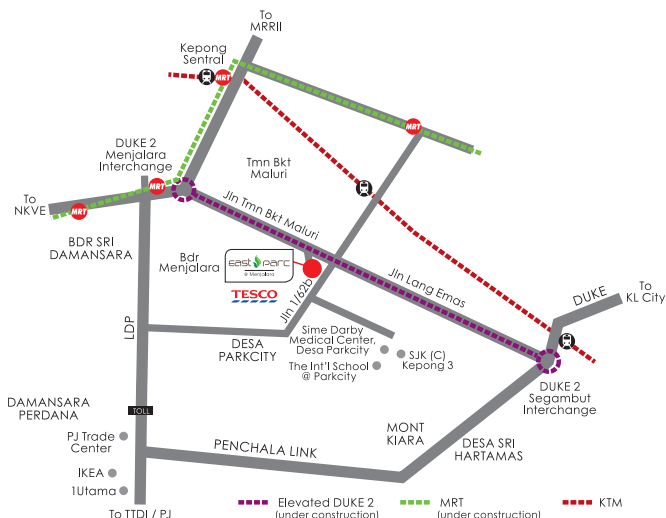 To
MRRII
Kepong
Sentral
MRT
MRT
DUKE 2
Menjalara
Interchange
Tmn Bkt
Maluri
To
NKVE
MRT
MRT
Jln Tmn Bkt Maluri
BDR SRI
DAMANSARA
Bdr
Menjalara
east parc
@ Menjalara
TESCO
Jln 1/62b
Jln Lang Emas
To
KL City
DUKE
LDP
DESA
PARKCITY
Sime Darby
Medical Center,
Desa Parkcity
SJK (C)
Kepong 3
The Int'l School
@ Parkcity
DUKE 2
Segambut
Interchange
DAMANSARA
PERDANA
TOLL
PJ Trade
Center
MONT
KIARA
DESA SRI
HARTAMAS
PENCHALA LINK
IKEA
1Utama
To TTDI / PJ
Elevated DUKE 2
(under construction)
MRT
(under construction)
KTM